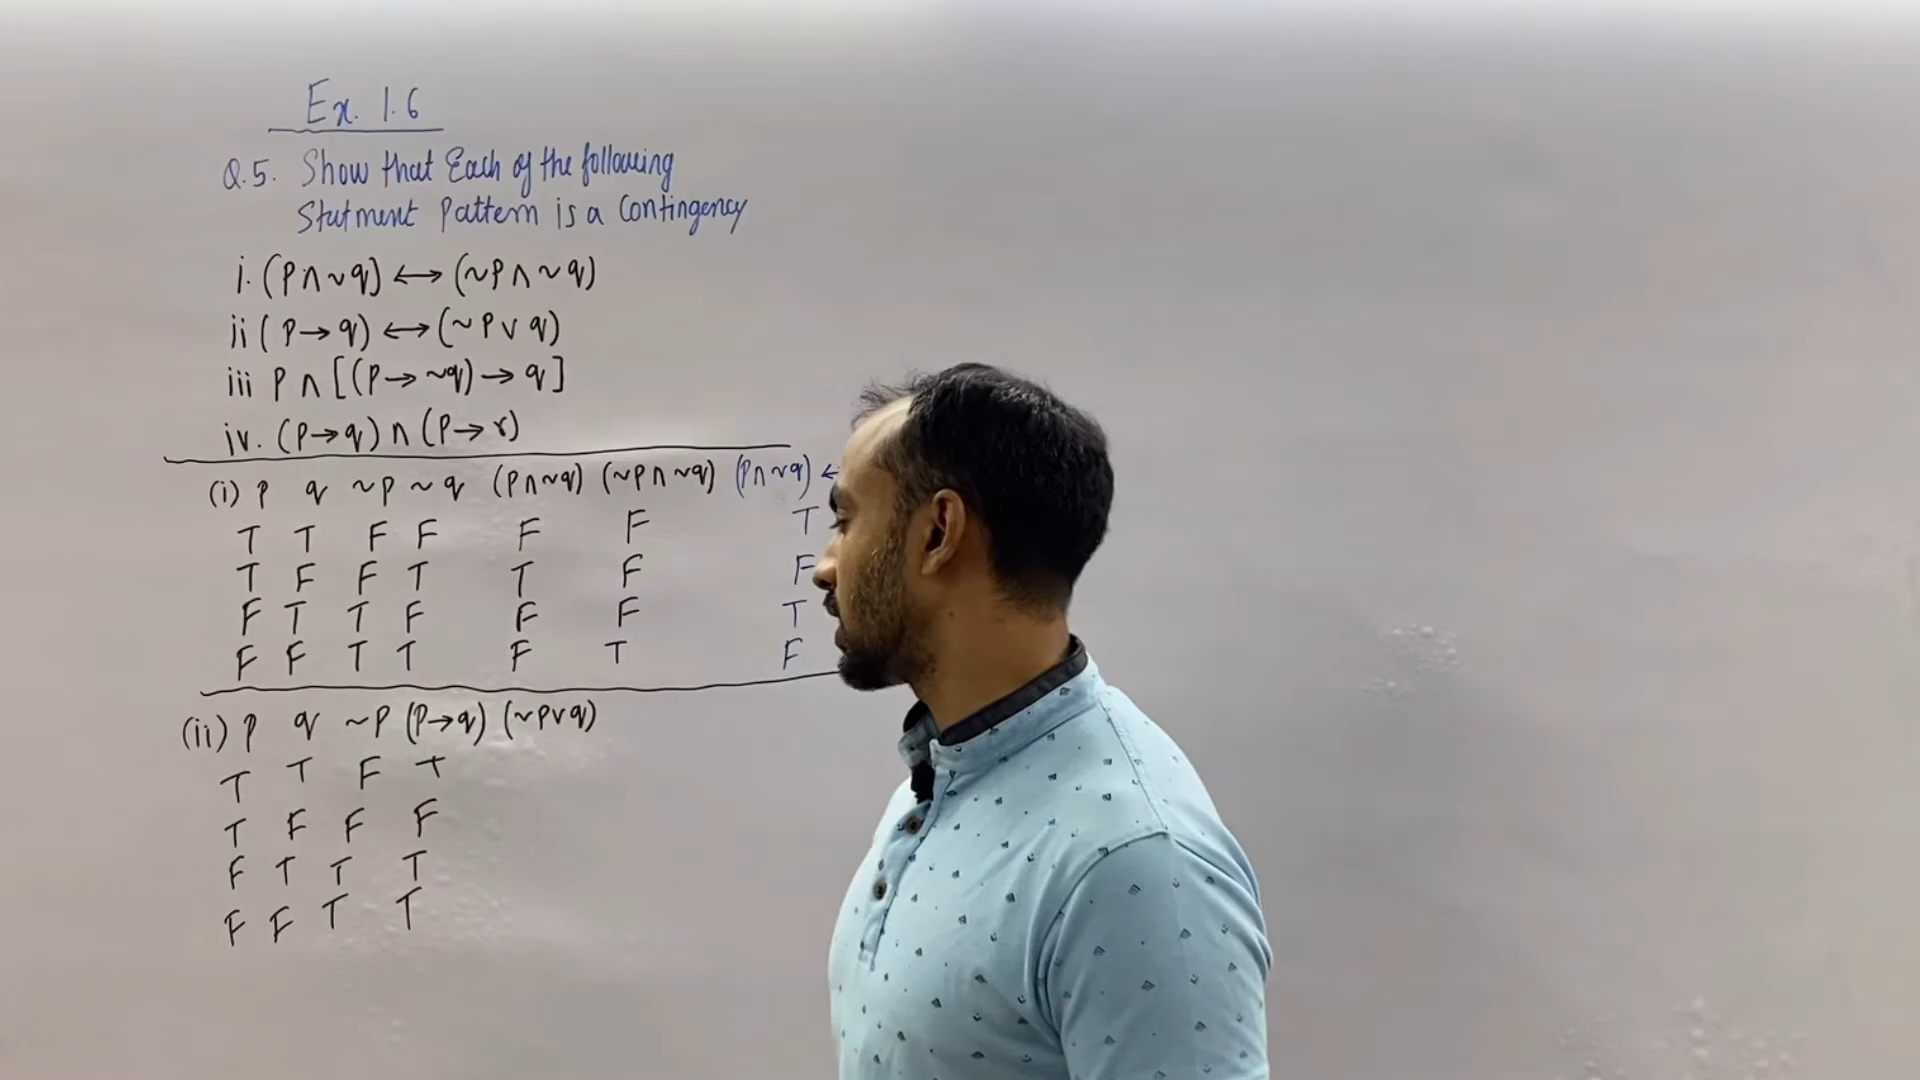 Ex. 1.6
Q.5. Show that Each of the following
Statment Pattern is a Contingency
i. (p∧~q) ↔ (~p∧~q)
ii (p→q) ↔ (~p∨q)
iii p∧[(p→~q)→q]
iv. (p→q)∧(p→r)
(i) p q ~p ~q (p∧~q) (~p∧~q) (p∧~q) ←
T T F F F F T
T F F T T F F
F T T F F F T
F F T T F T F
(ii) p q ~p (p→q) (~p∨q)
T T F T
T F F F
F T T T
F F T T